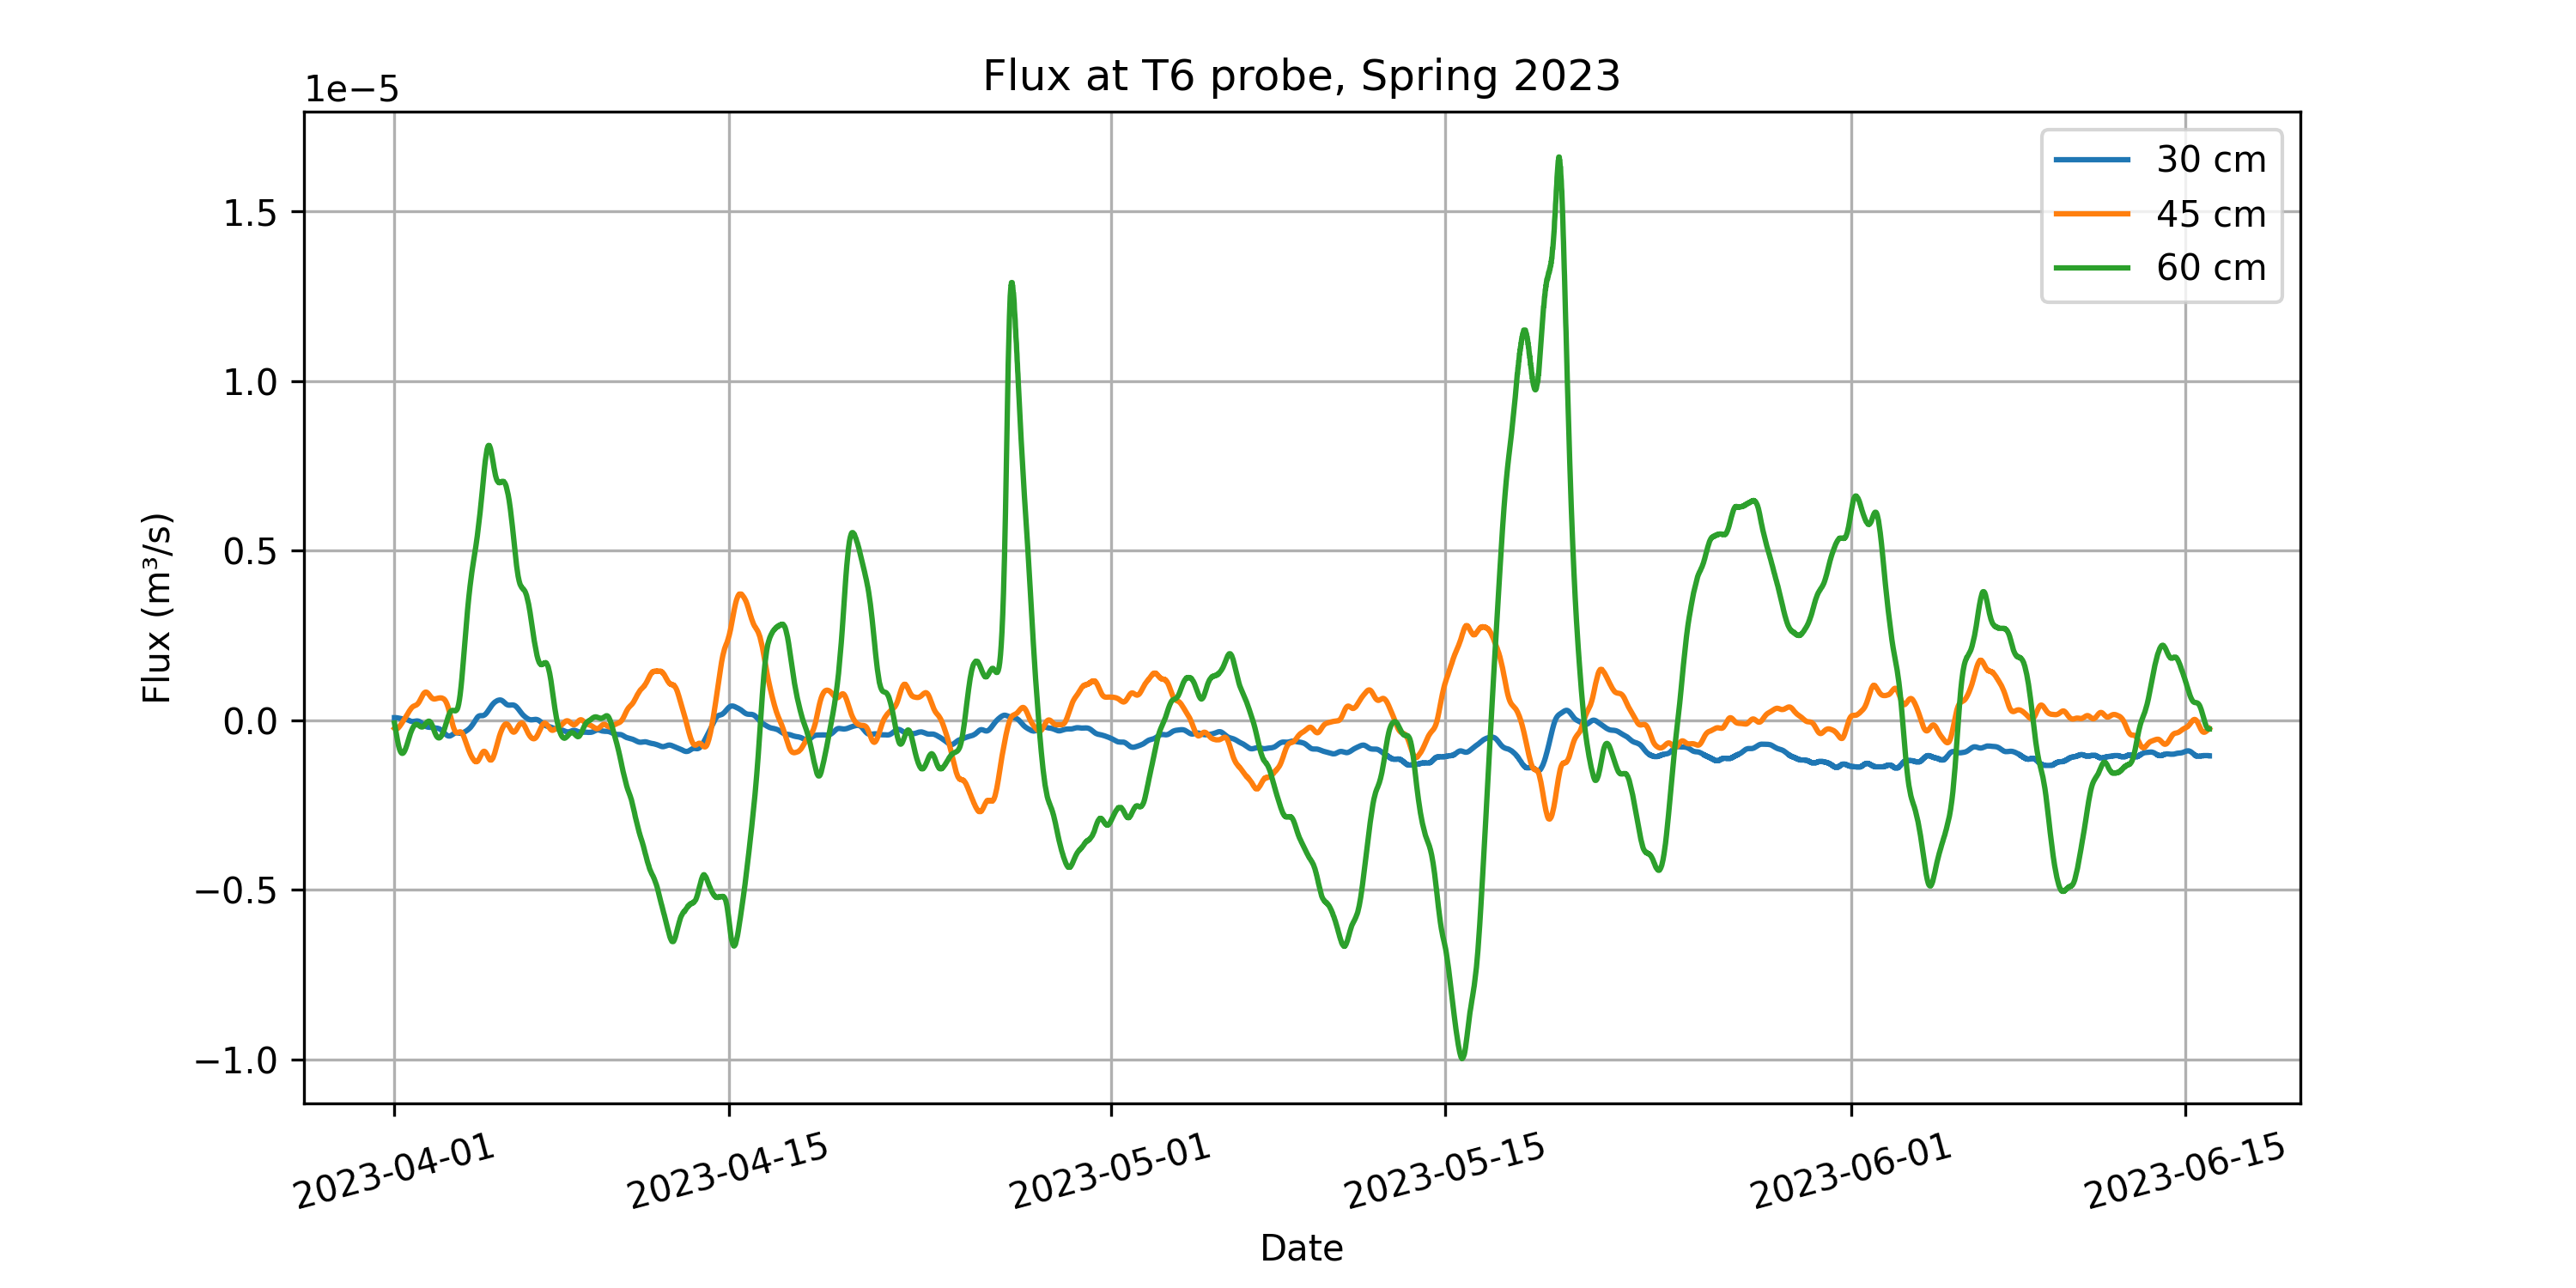 Flux at T6 probe, Spring 2023
1e−5
30 cm
45 cm
60 cm
1.5
1.0
0.5
0.0
−0.5
−1.0
Flux (m³/s)
2023-04-01
2023-04-15
2023-05-01
2023-05-15
2023-06-01
2023-06-15
Date